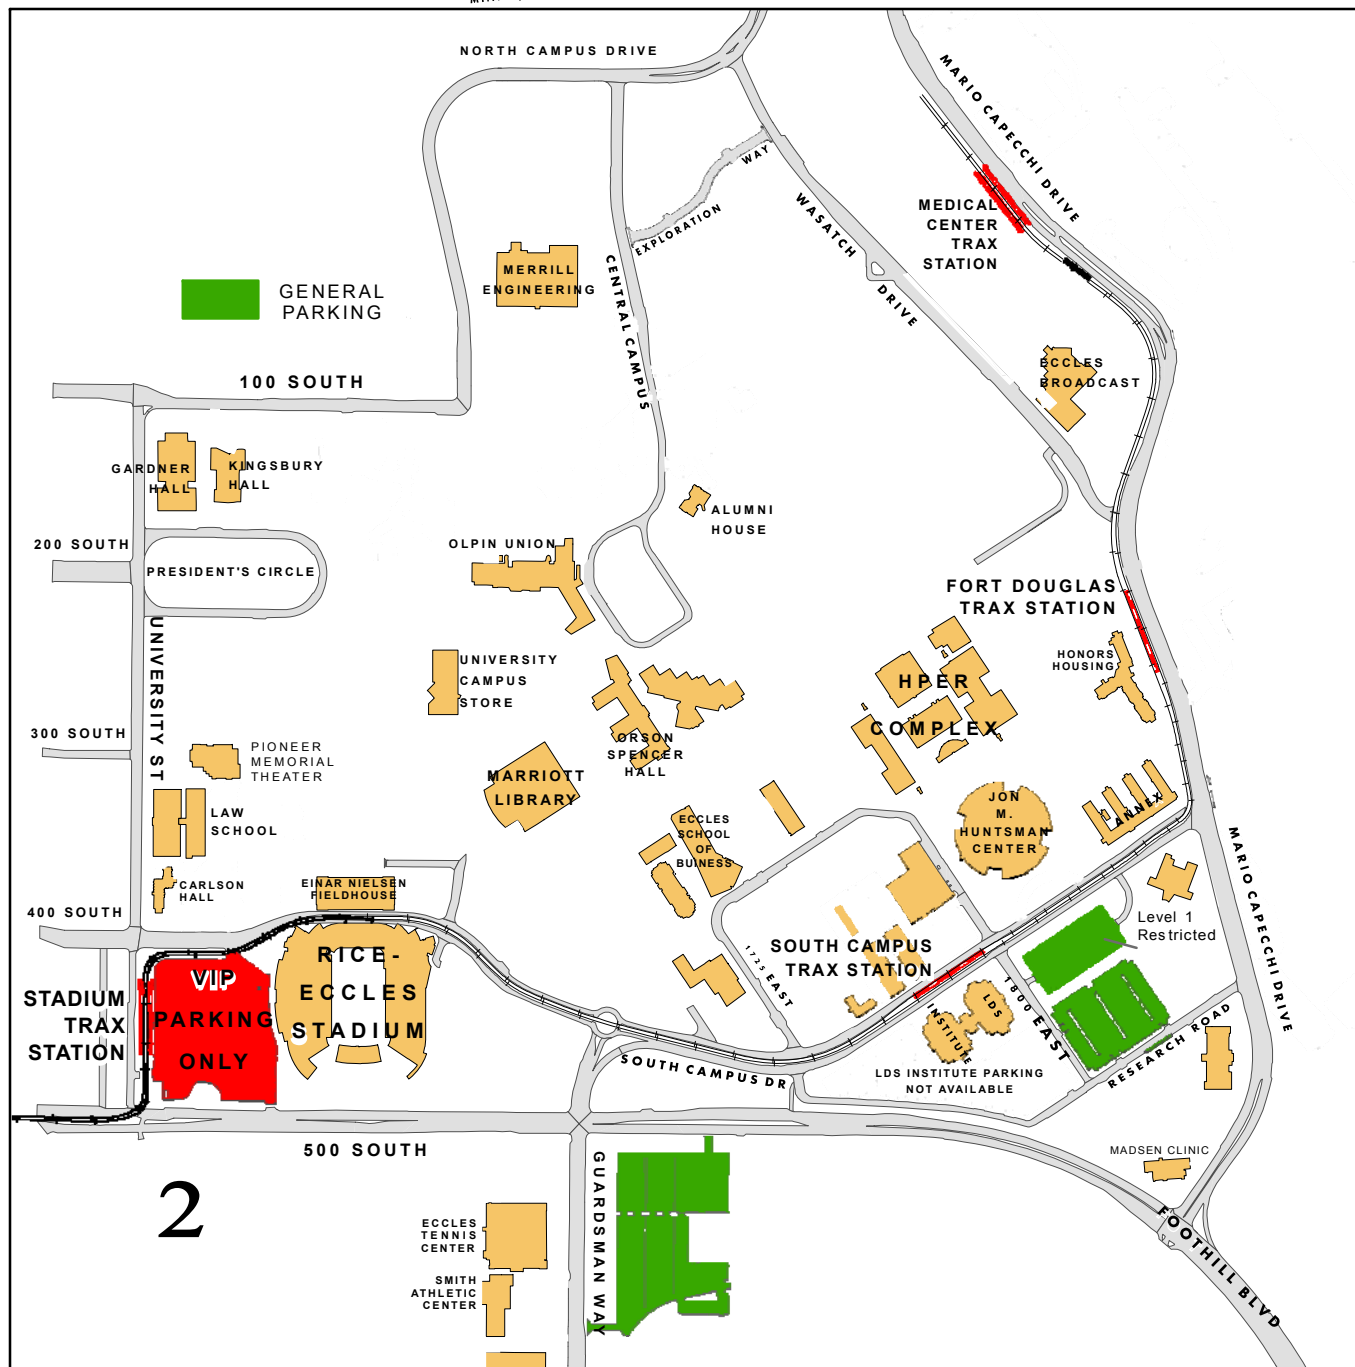 NORTH CAMPUS DRIVE
MARIO CAPECCHI DRIVE
WAY
EXPLORATION
WASATCH
DRIVE
MEDICAL
CENTER
TRAX
STATION
MERRILL
ENGINEERING
CENTRAL CAMPUS
GENERAL
PARKING
100 SOUTH
ECCLES
BROADCAST
GARDNER
HALL
KINGSBURY
HALL
ALUMNI
HOUSE
200 SOUTH
OLPIN UNION
PRESIDENT'S CIRCLE
FORT DOUGLAS
TRAX STATION
UNIVERSITY ST
UNIVERSITY
CAMPUS
STORE
HONORS
HOUSING
HPER
COMPLEX
300 SOUTH
PIONEER
MEMORIAL
THEATER
ORSON
SPENCER
HALL
MARRIOTT
LIBRARY
LAW
SCHOOL
JON
M.
HUNTSMAN
CENTER
ANNEX
ECCLES
SCHOOL
OF
BUINESS
MARIO CAPECCHI DRIVE
CARLSON
HALL
EINAR NIELSEN
FIELDHOUSE
400 SOUTH
Level 1
Restricted
SOUTH CAMPUS
TRAX STATION
1725 EAST
VIP
PARKING
ONLY
RICE-
ECCLES
STADIUM
STADIUM
TRAX
STATION
LDS
INSTITUTE
1800 EAST
RESEARCH ROAD
SOUTH CAMPUS DR
LDS INSTITUTE PARKING
NOT AVAILABLE
500 SOUTH
MADSEN CLINIC
2
GUARDSMAN WAY
ECCLES
TENNIS
CENTER
FOOTHILL BLVD
SMITH
ATHLETIC
CENTER